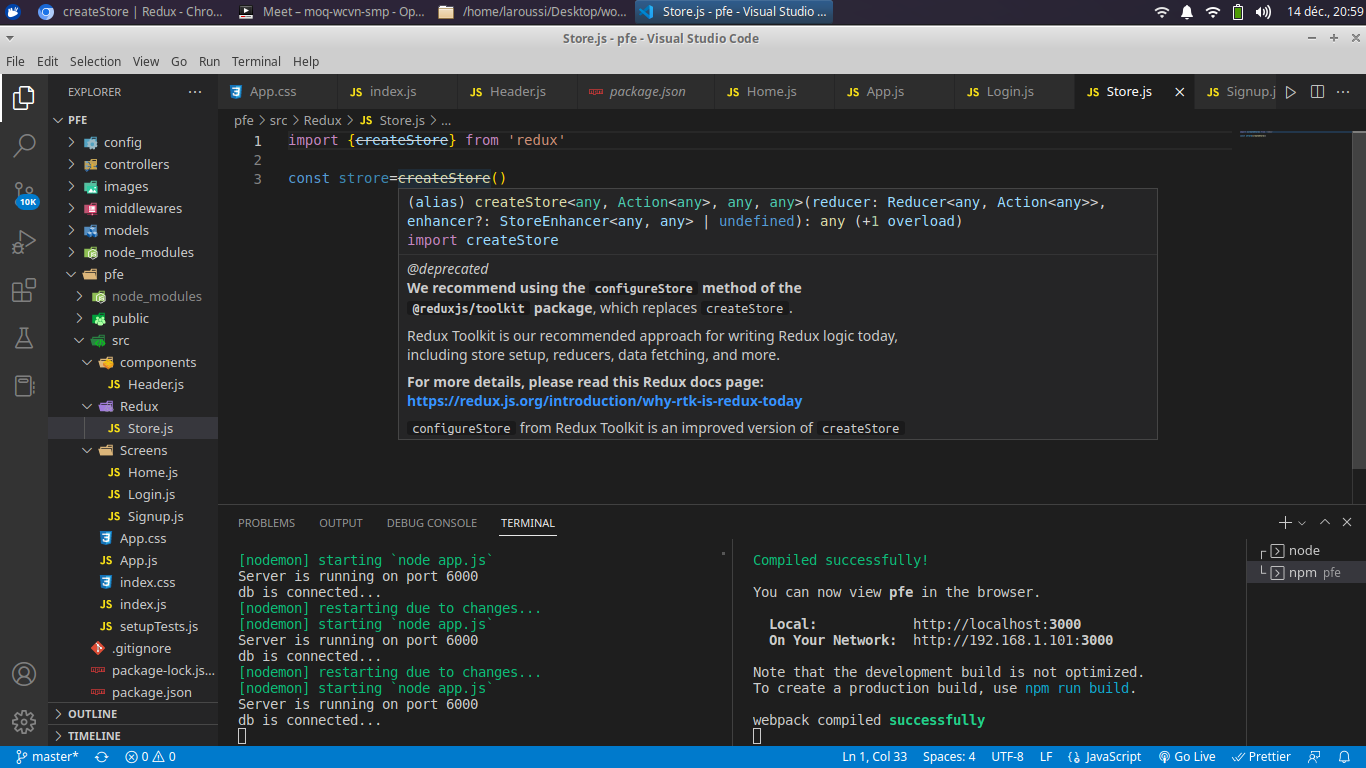 createStore | Redux - Chro...
Meet – moq-wcvn-smp - Op...
/home/laroussi/Desktop/wo...
Store.js - pfe - Visual Studio ...
14 déc., 20:59
Store.js - pfe - Visual Studio Code
File Edit Selection View Go Run Terminal Help
EXPLORER
PFE
config
controllers
images
middlewares
models
node_modules
pfe
node_modules
public
src
components
JS Header.js
Redux
JS Store.js
Screens
JS Home.js
JS Login.js
JS Signup.js
App.css
JS App.js
index.css
JS index.js
JS setupTests.js
.gitignore
package-lock.js...
package.json
OUTLINE
TIMELINE
10K
App.css JS index.js JS Header.js package.json JS Home.js JS App.js JS Login.js JS Store.js JS Signup.j
pfe > src > Redux > JS Store.js > ...
1 import {createStore} from 'redux'
2
3 const strore=createStore()
(alias) createStore<any, Action<any>, any, any>(reducer: Reducer<any, Action<any>>,
enhancer?: StoreEnhancer<any, any> | undefined): any (+1 overload)
import createStore
@deprecated
We recommend using the configureStore method of the
@reduxjs/toolkit package, which replaces createStore.
Redux Toolkit is our recommended approach for writing Redux logic today,
including store setup, reducers, data fetching, and more.
For more details, please read this Redux docs page:
https://redux.js.org/introduction/why-rtk-is-redux-today
configureStore from Redux Toolkit is an improved version of createStore
PROBLEMS OUTPUT DEBUG CONSOLE TERMINAL
[nodemon] starting `node app.js`
Server is running on port 6000
db is connected...
[nodemon] restarting due to changes...
[nodemon] starting `node app.js`
Server is running on port 6000
db is connected...
[nodemon] restarting due to changes...
[nodemon] starting `node app.js`
Server is running on port 6000
db is connected...
Compiled successfully!
You can now view pfe in the browser.
Local: http://localhost:3000
On Your Network: http://192.168.1.101:3000
Note that the development build is not optimized.
To create a production build, use npm run build.
webpack compiled successfully
node
npm pfe
master* 0 0 Ln 1, Col 33 Spaces: 4 UTF-8 LF JavaScript Go Live Prettier